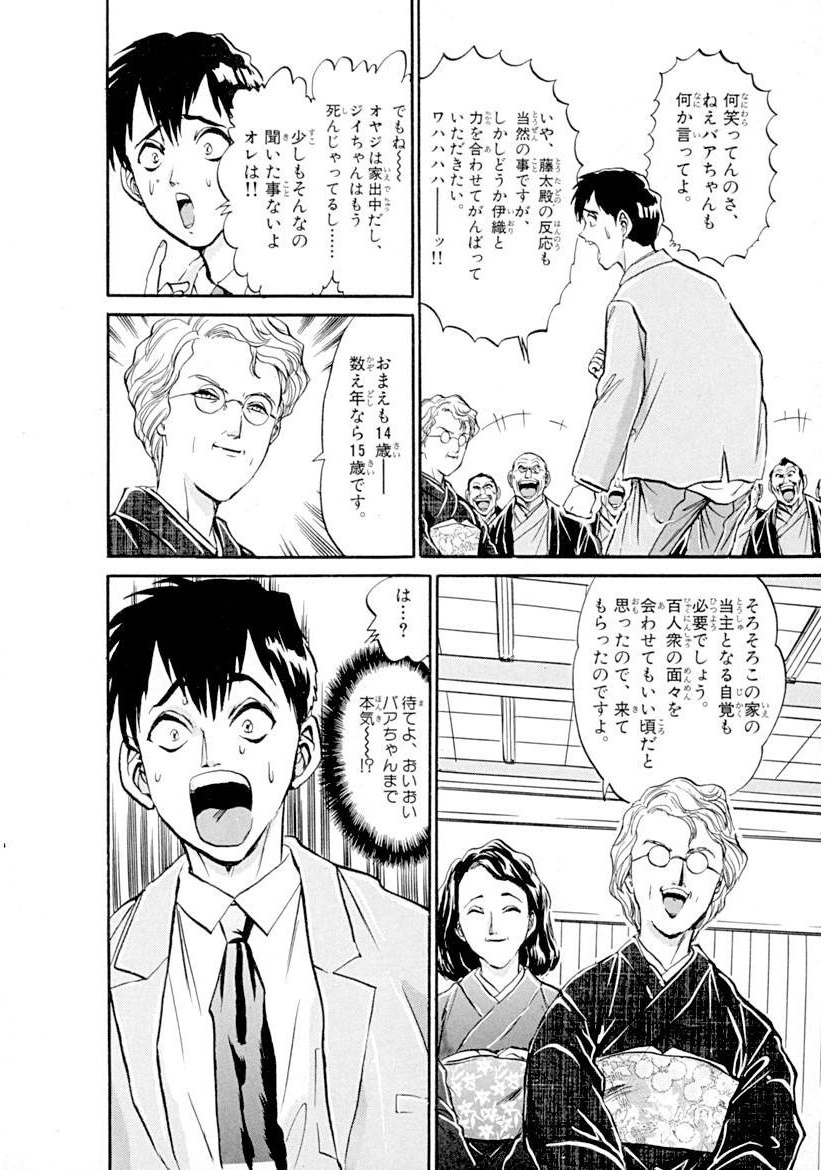 何笑ってんのさ、
ねえバアちゃんも
何か言ってよ。
いや、藤太殿の反応も
当然の事ですが、
しかしどうか伊織と
力を合わせてがんばって
いただきたい。
ワハハハハ――ッ!!
でもね~~
オヤジは家出中だし、
ジイちゃんはもう
死んじゃってるし……
少しもそんなの
聞いた事ないよ
オレは!!
おまえも14歳――
数え年なら15歳です。
そろそろこの家の
当主となる自覚も
必要でしょう。
百人衆の面々を
会わせてもいい頃だと
思ったので、来て
もらったのですよ。
は…?
待てよ、おいおい
バアちゃんまで
本気~~!?